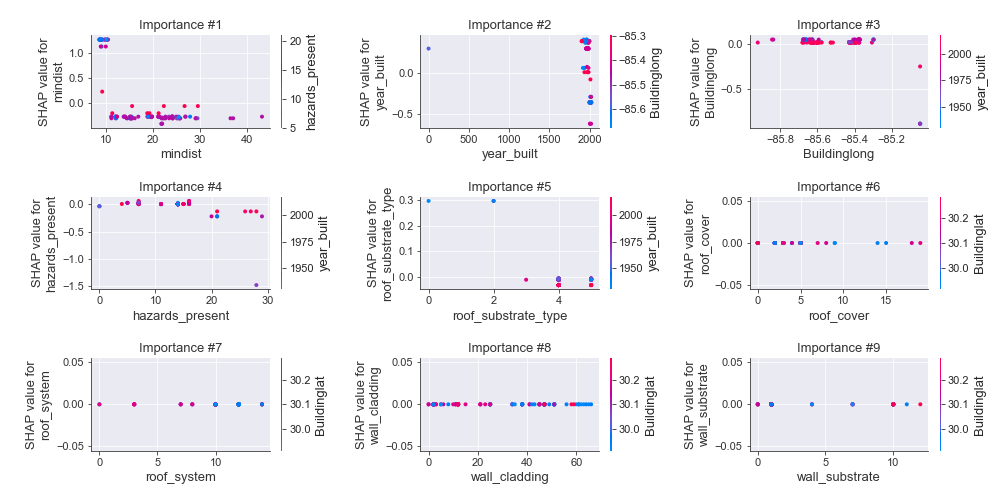 Importance #1
SHAP value for
mindist
1.0
0.5
0.0
10
20
30
40
mindist
20
15
10
5
hazards_present
Importance #2
SHAP value for
year_built
0.0
−0.5
0
500
1000
1500
2000
year_built
−85.3
−85.4
−85.5
−85.6
Buildinglong
Importance #3
SHAP value for
Buildinglong
0.0
−0.5
−85.8
−85.6
−85.4
−85.2
Buildinglong
2000
1975
1950
year_built
Importance #4
SHAP value for
hazards_present
0.0
−0.5
−1.0
−1.5
0
10
20
30
hazards_present
2000
1975
1950
year_built
Importance #5
SHAP value for
roof_substrate_type
0.3
0.2
0.1
0.0
0
2
4
roof_substrate_type
2000
1975
1950
year_built
Importance #6
SHAP value for
roof_cover
0.05
0.00
−0.05
0
5
10
15
roof_cover
30.2
30.1
30.0
Buildinglat
Importance #7
SHAP value for
roof_system
0.05
0.00
−0.05
0
5
10
roof_system
30.2
30.1
30.0
Buildinglat
Importance #8
SHAP value for
wall_cladding
0.05
0.00
−0.05
0
20
40
60
wall_cladding
30.2
30.1
30.0
Buildinglat
Importance #9
SHAP value for
wall_substrate
0.05
0.00
−0.05
0
5
10
wall_substrate
30.2
30.1
30.0
Buildinglat